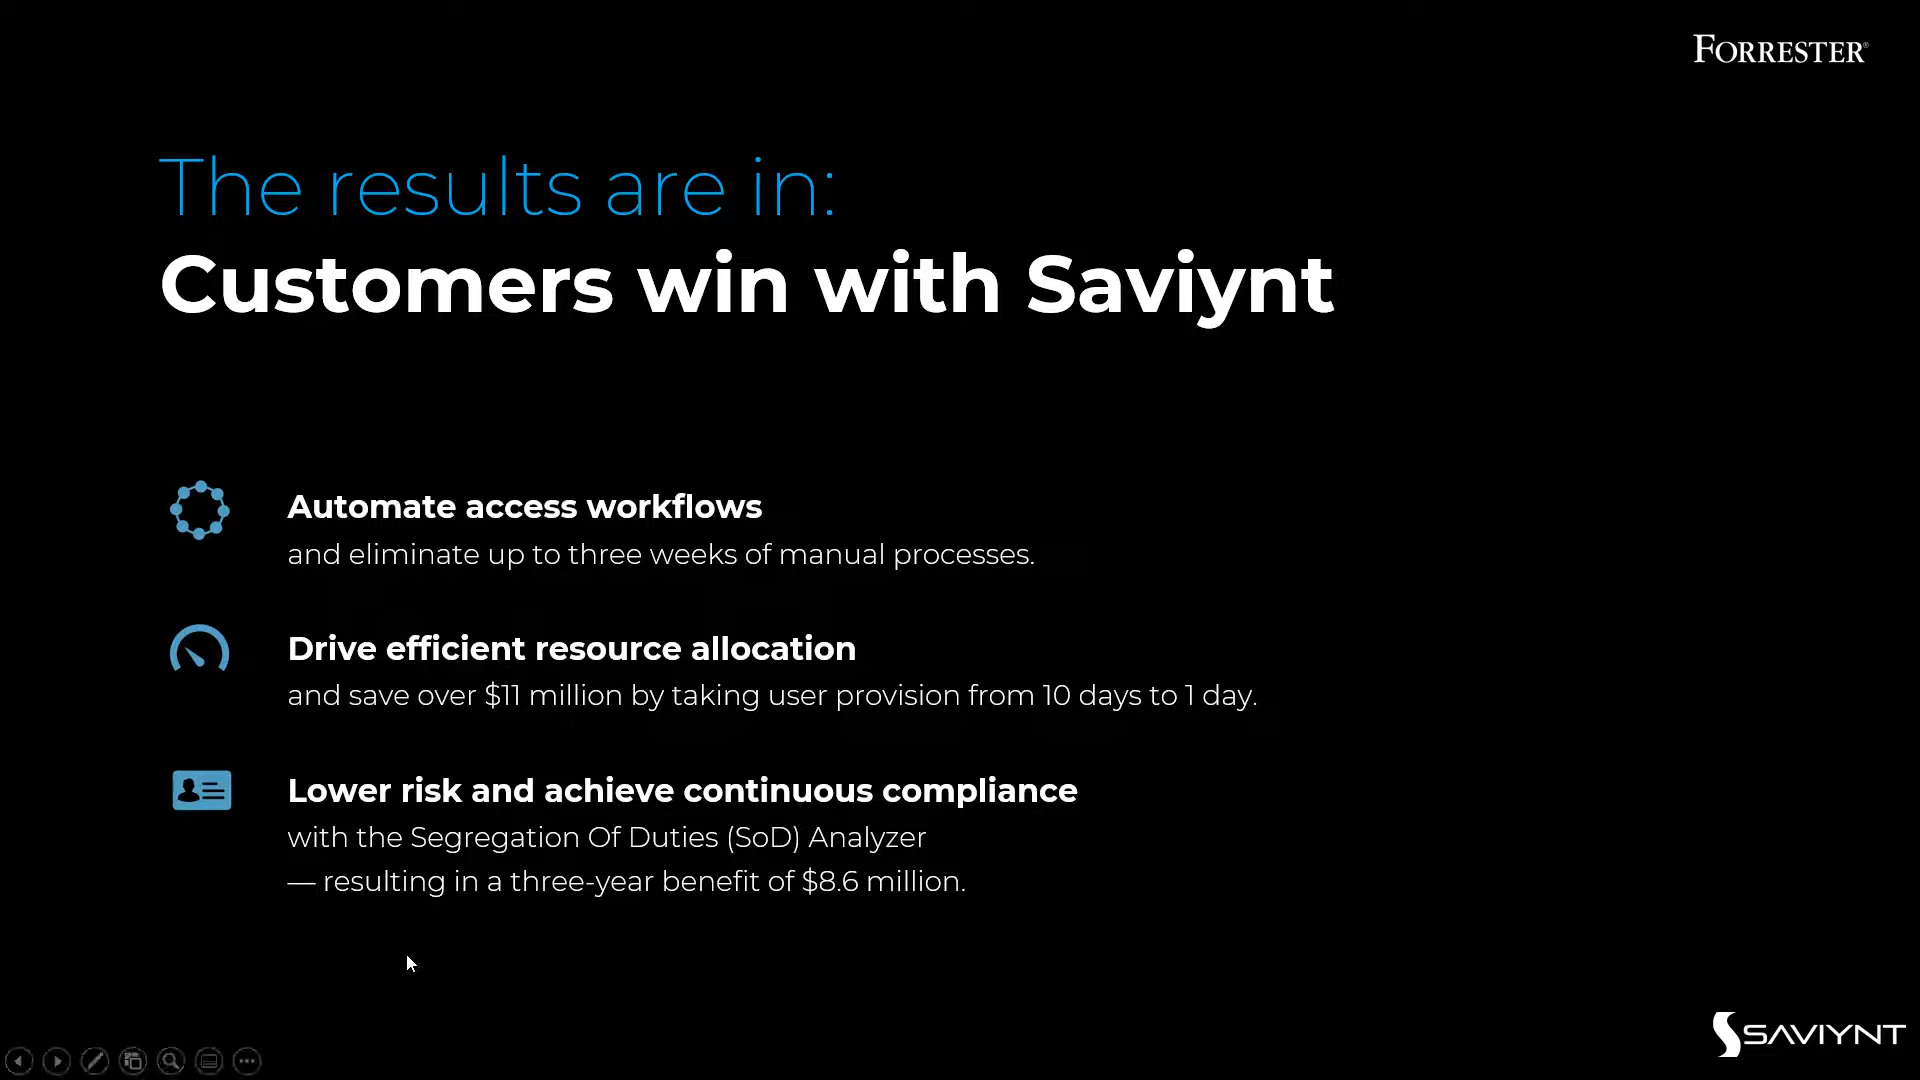 FORRESTER®
The results are in:
Customers win with Saviynt
Automate access workflows
and eliminate up to three weeks of manual processes.
Drive efficient resource allocation
and save over $11 million by taking user provision from 10 days to 1 day.
Lower risk and achieve continuous compliance
with the Segregation Of Duties (SoD) Analyzer
— resulting in a three-year benefit of $8.6 million.
SAVIYNT